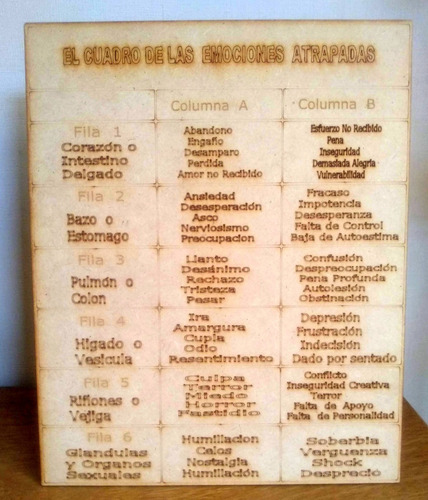 EL CUADRO DE LAS EMOCIONES ATRAPADAS
Columna A
Columna B
Fila 1
Corazón o
Intestino
Delgado
Abandono
Engaño
Desamparo
Perdida
Amor no Recibido
Esfuerzo No Recibido
Pena
Inseguridad
Demasiada Alegria
Vulnerabilidad
Fila 2
Bazo o
Estomago
Ansiedad
Desesperación
Asco
Nerviosismo
Preocupacion
Fracaso
Impotencia
Desesperanza
Falta de Control
Baja de Autoestima
Fila 3
Pulmón o
Colon
Llanto
Desánimo
Rechazo
Tristeza
Pesar
Confusión
Despreocupación
Pena Profunda
Autolesión
Obstinación
Fila 4
Higado o
Vesicula
Ira
Amargura
Cupla
Odio
Resentimiento
Depresión
Frustración
Indecisión
Dado por sentado
Fila 5
Riñones o
Vejiga
Culpa
Terror
Miedo
Horror
Fastidio
Conflicto
Inseguridad Creativa
Terror
Falta de Apoyo
Falta de Personalidad
Fila 6
Glandulas
y Organos
Sexuales
Humillacion
Celos
Nostalgia
Humillación
Soberbia
Verguenza
Shock
Desprecio